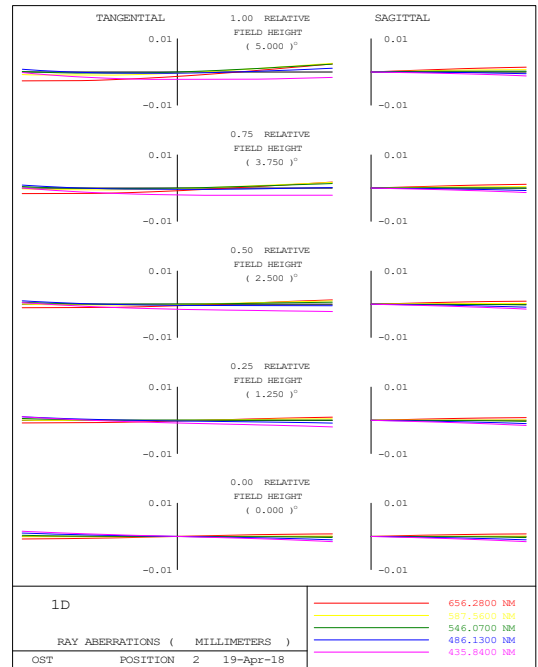 TANGENTIAL 1.00 RELATIVE SAGITTAL
FIELD HEIGHT
( 5.000 )°
0.01 0.01
-0.01 -0.01
0.75 RELATIVE
FIELD HEIGHT
( 3.750 )°
0.01 0.01
-0.01 -0.01
0.50 RELATIVE
FIELD HEIGHT
( 2.500 )°
0.01 0.01
-0.01 -0.01
0.25 RELATIVE
FIELD HEIGHT
( 1.250 )°
0.01 0.01
-0.01 -0.01
0.00 RELATIVE
FIELD HEIGHT
( 0.000 )°
0.01 0.01
-0.01 -0.01
1D
RAY ABERRATIONS ( MILLIMETERS )
OST POSITION 2 19-Apr-18
656.2800 NM
546.0700 NM
486.1300 NM
435.8400 NM